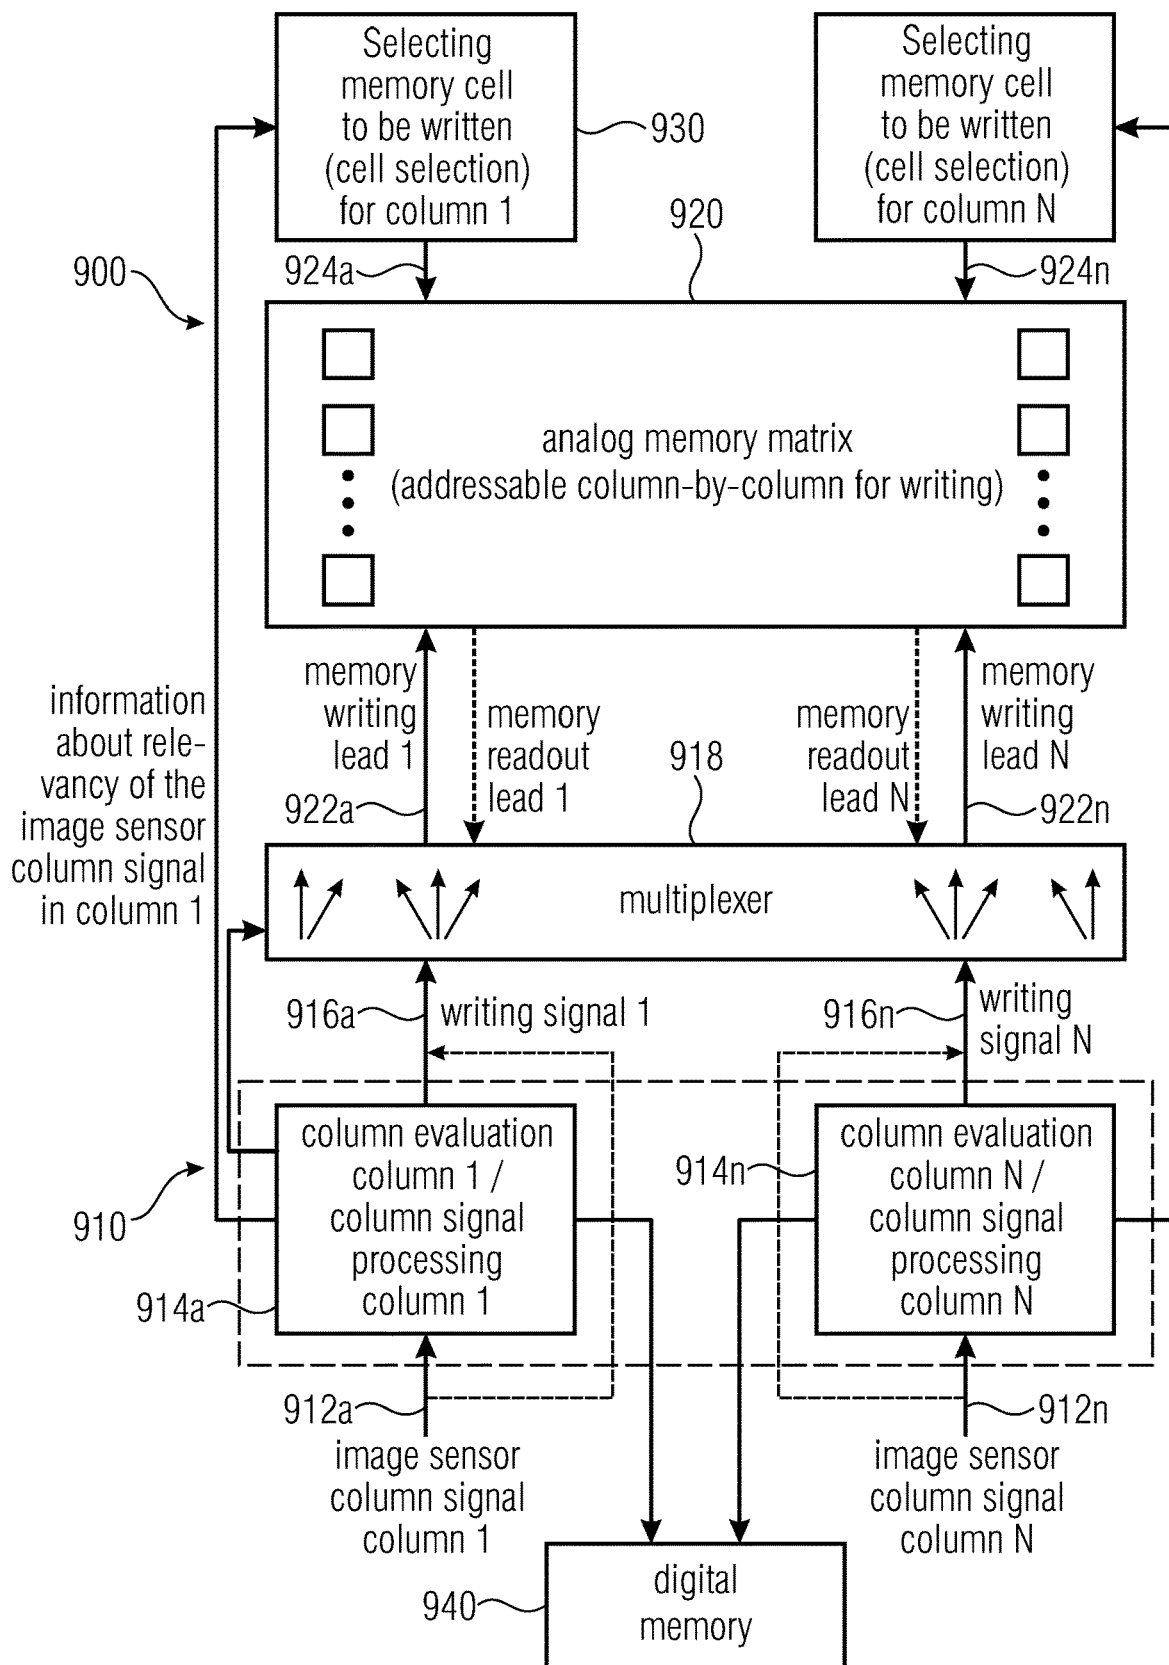 Selecting
memory cell
to be written
(cell selection)
for column 1
Selecting
memory cell
to be written
(cell selection)
for column N
930
920
900
924a
924n
analog memory matrix
(addressable column-by-column for writing)
information
about rele-
vancy of the
image sensor
column signal
in column 1
memory
writing
lead 1
memory
readout
lead 1
memory
readout
lead N
memory
writing
lead N
918
922a
922n
multiplexer
916a
writing signal 1
916n
writing
signal N
910
column evaluation
column 1 /
column signal
processing
column 1
914a
914n
column evaluation
column N /
column signal
processing
column N
912a
912n
image sensor
column signal
column 1
image sensor
column signal
column N
940
digital
memory